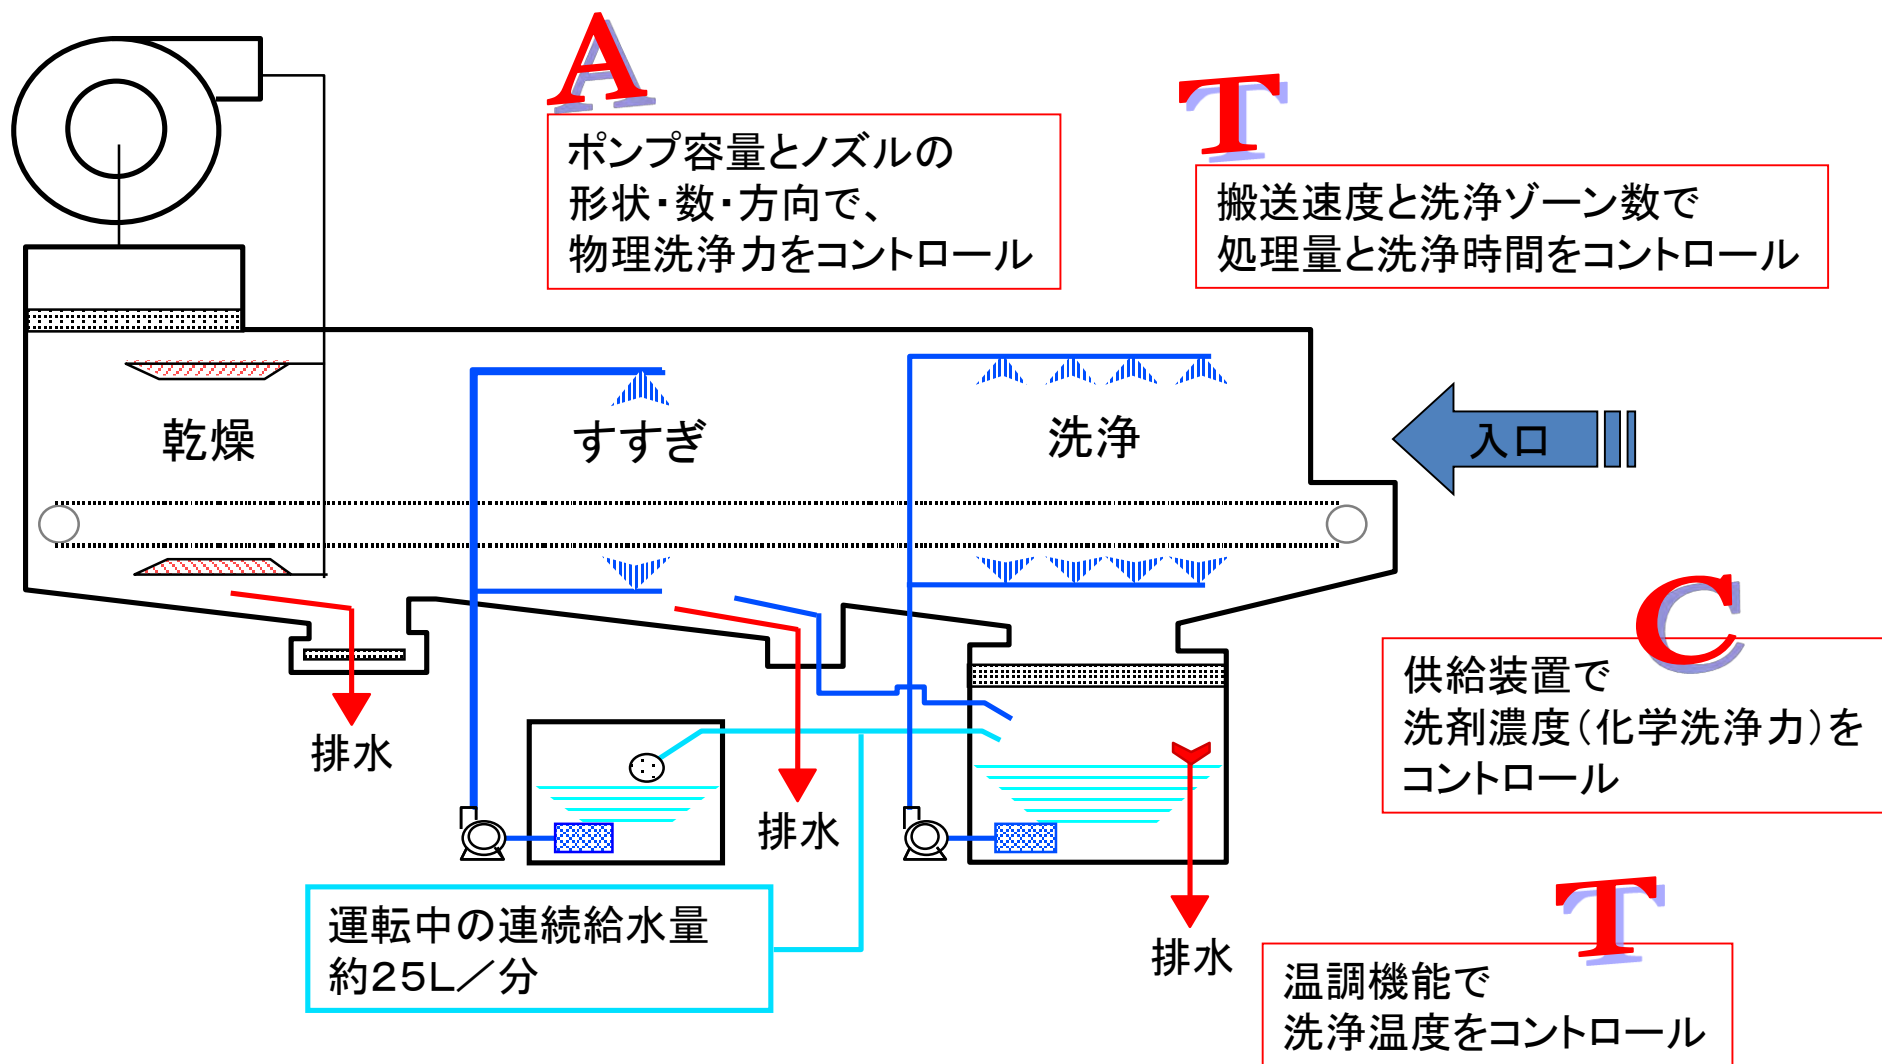 A
ポンプ容量とノズルの
形状・数・方向で、
物理洗浄力をコントロール
T
搬送速度と洗浄ゾーン数で
処理量と洗浄時間をコントロール
乾燥
すすぎ
洗浄
入口
C
供給装置で
洗剤濃度(化学洗浄力)を
コントロール
排水
排水
排水
運転中の連続給水量
約25L/分
T
温調機能で
洗浄温度をコントロール